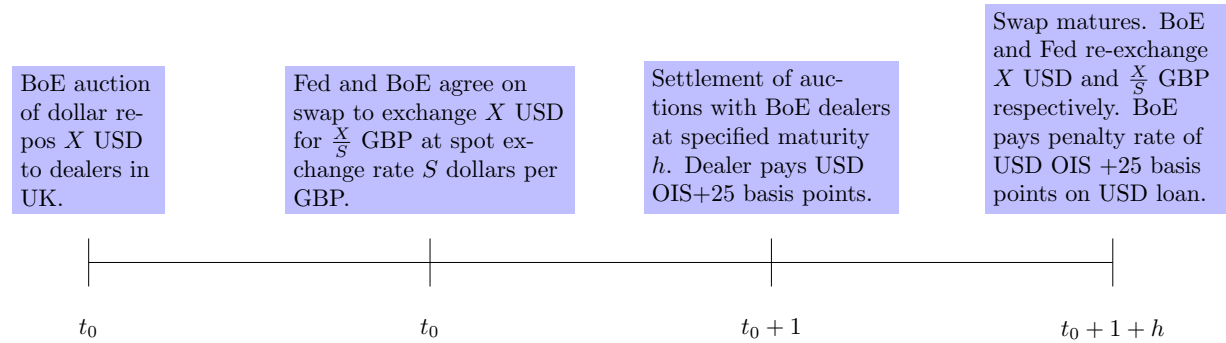 BoE auction
of dollar re-
pos X USD
to dealers in
UK.
Fed and BoE agree on
swap to exchange X USD
for X/S GBP at spot ex-
change rate S dollars per
GBP.
Settlement of auc-
tions with BoE dealers
at specified maturity
h. Dealer pays USD
OIS+25 basis points.
Swap matures. BoE
and Fed re-exchange
X USD and X/S GBP
respectively. BoE
pays penalty rate of
USD OIS +25 basis
points on USD loan.
t₀
t₀
t₀ + 1
t₀ + 1 + h